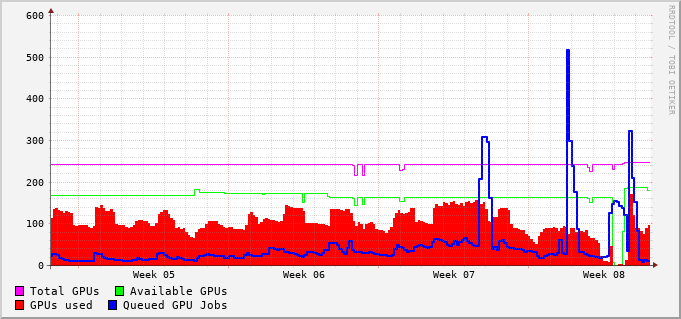 600
500
400
300
200
100
0
Week 05 Week 06 Week 07 Week 08
Total GPUs Available GPUs
GPUs used Queued GPU Jobs
RRDTOOL / TOBI OETIKER